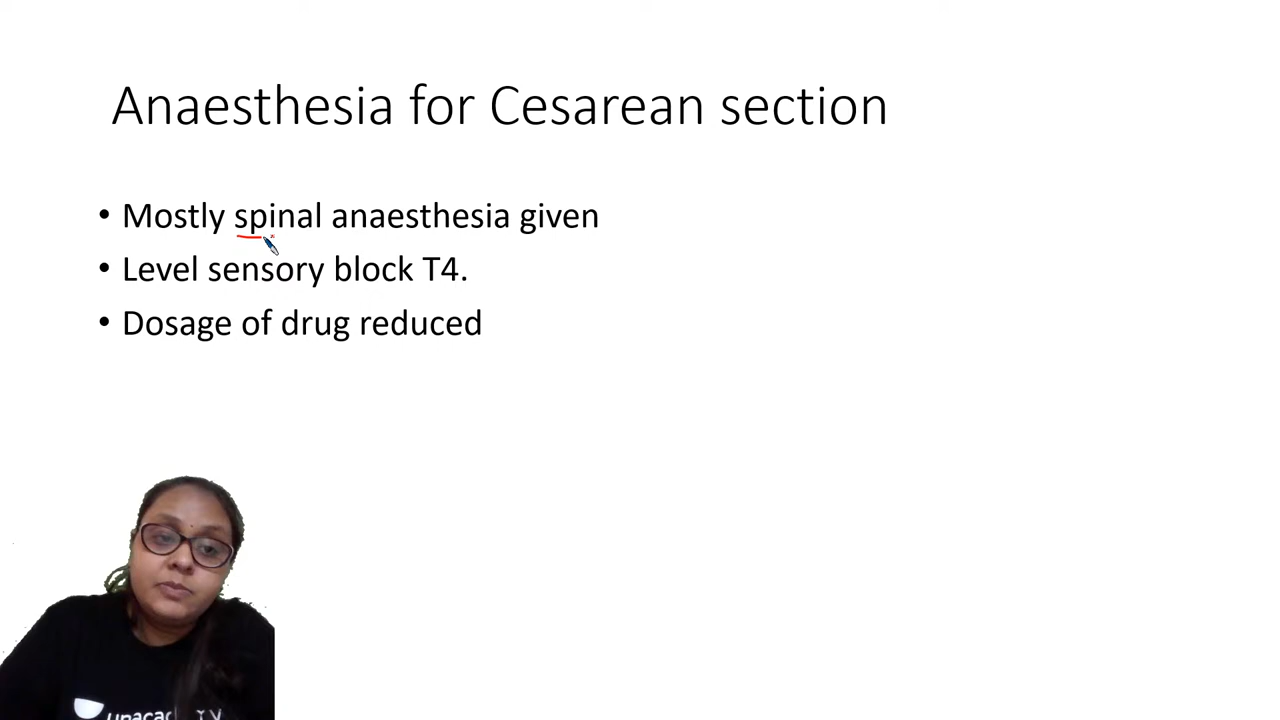 Anaesthesia for Cesarean section
• Mostly spinal anaesthesia given
• Level sensory block T4.
• Dosage of drug reduced